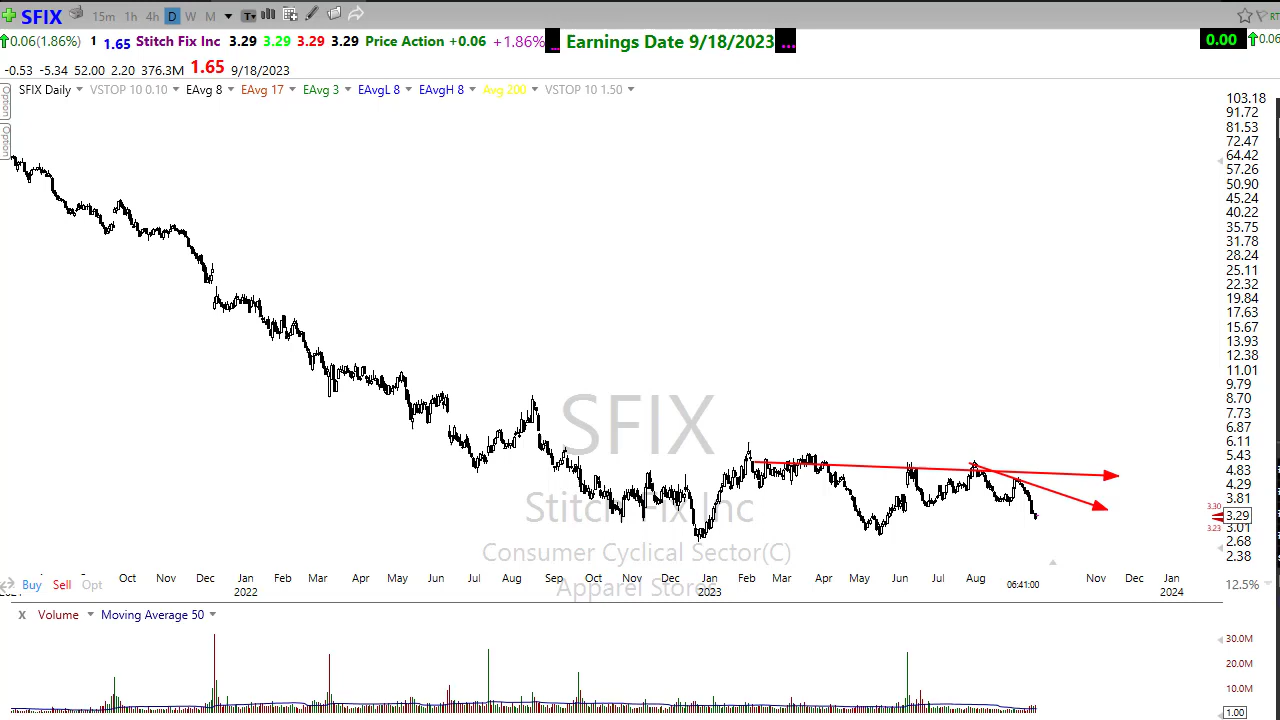 SFIX 15m 1h 4h D W M T
0.06(1.86%) 1 1.65 Stitch Fix Inc 3.29 3.29 3.29 3.29 Price Action +0.06 +1.86% ... Earnings Date 9/18/2023 ... 0.00 0.06
-0.53 -5.34 52.00 2.20 376.3M 1.65 9/18/2023
SFIX Daily VSTOP 10 0.10 EAvg 8 EAvg 17 EAvg 3 EAvgL 8 EAvgH 8 Avg 200 VSTOP 10 1.50
Option
Option
103.18
91.72
81.53
72.47
64.42
57.26
50.90
45.24
40.22
35.75
31.78
28.24
25.11
22.32
19.84
17.63
15.67
13.93
12.38
11.01
9.79
8.70
7.73
6.87
6.11
5.43
4.83
4.29
3.81
3.30
3.29
3.23
3.01
2.68
2.38
SFIX
Stitch Fix Inc
Consumer Cyclical Sector(C)
Apparel Stores
Oct Nov Dec Jan Feb Mar Apr May Jun Jul Aug Sep Oct Nov Dec Jan Feb Mar Apr May Jun Jul Aug 06:41:00 Nov Dec Jan
Buy Sell Opt 12.5%
2022 2023 2024
X Volume Moving Average 50
30.0M
20.0M
10.0M
1.00